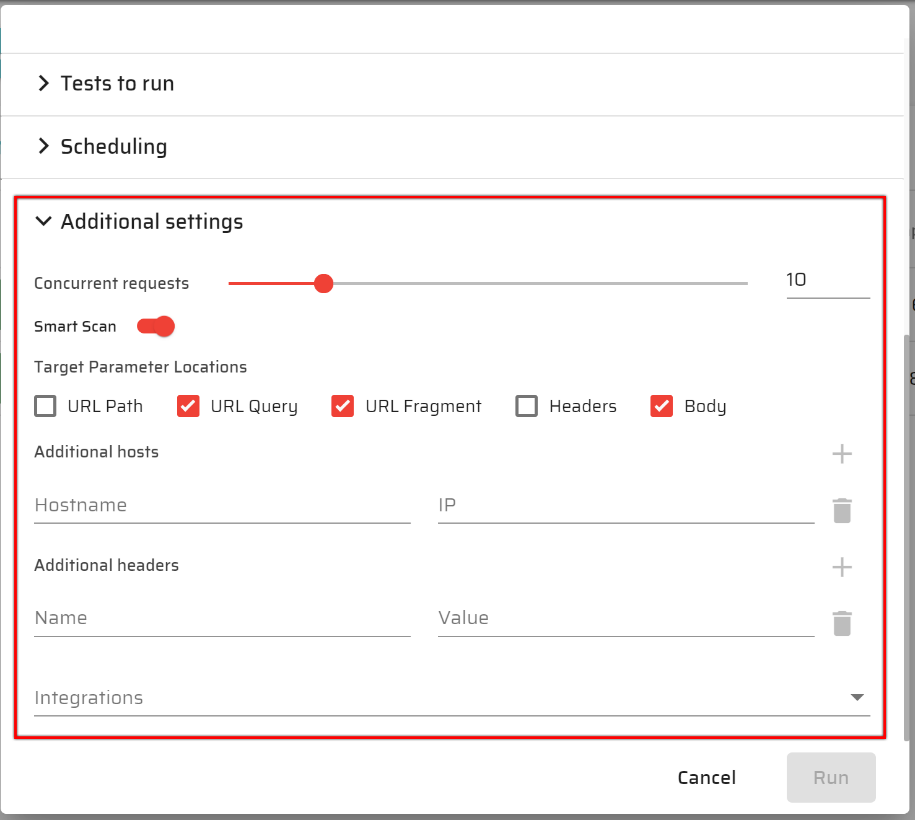 Tests to run
Scheduling
Additional settings
Concurrent requests 10
Smart Scan
Target Parameter Locations
URL Path URL Query URL Fragment Headers Body
Additional hosts
Hostname IP
Additional headers
Name Value
Integrations
Cancel Run